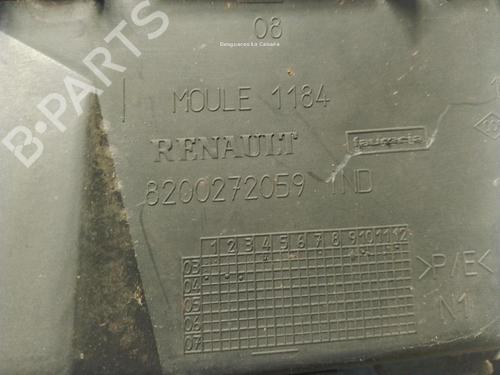 08
Desguaces La Cabaña
B-PARTS
MOULE 1184
RENAULT
faurecia
8200272059 IND
1 2 3 4 5 6 7 8 9 10 11 12
03
04
05
06
07
>P/E<
N1